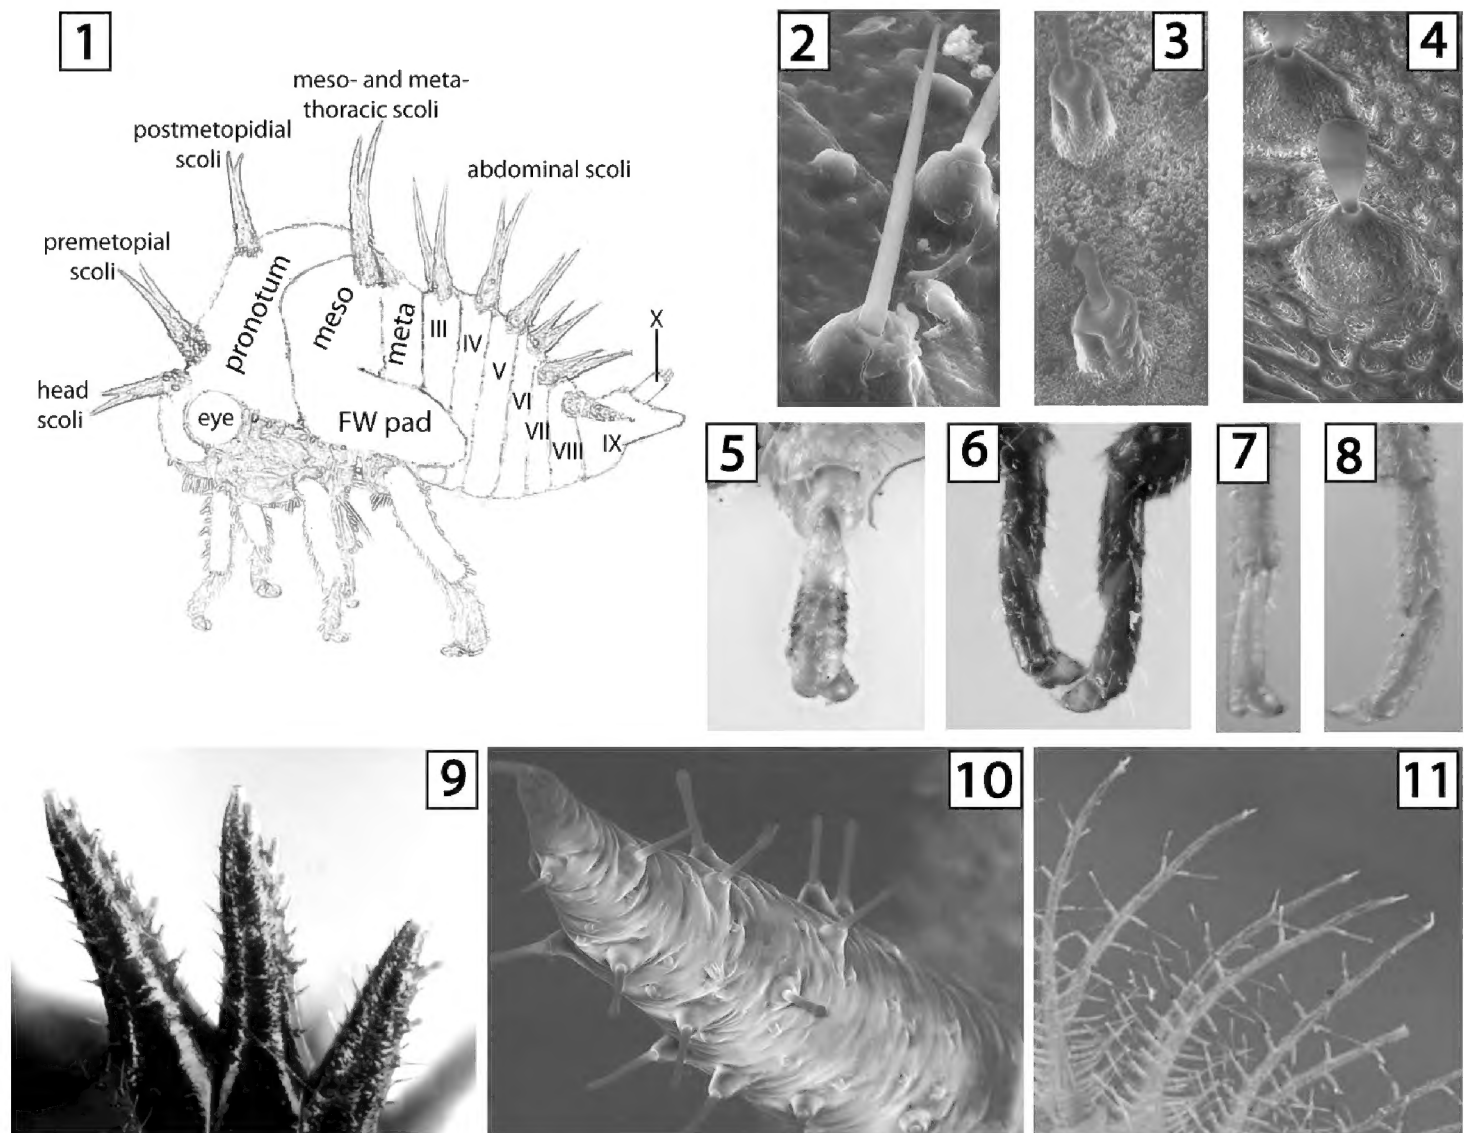 1
meso- and meta-
thoracic scoli
postmetopidial
scoli
abdominal scoli
premetopial
scoli
head
scoli
pronotum
meso
meta
eye
FW pad
III
IV
V
VI
VII
VIII
IX
X
2
3
4
5
6
7
8
9
10
11